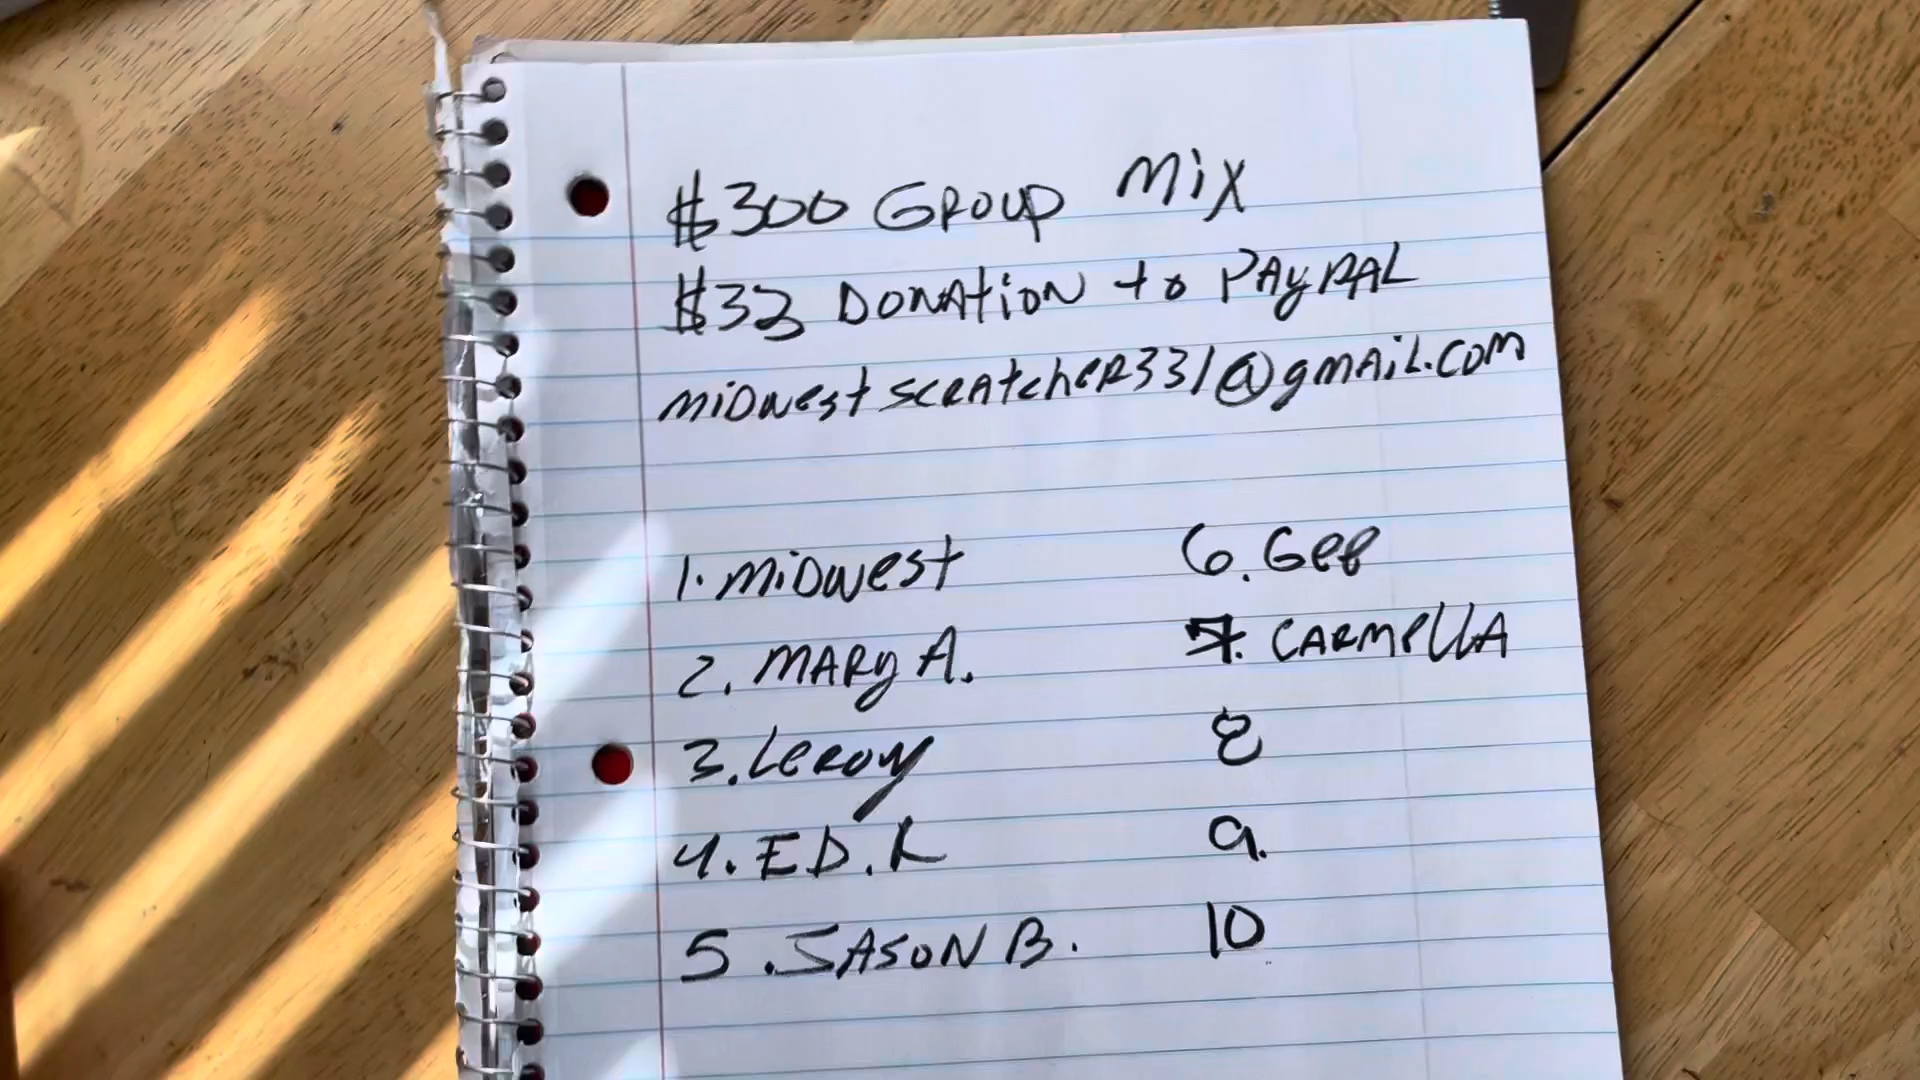 $300 GROUP MIX
$33 DONATION to PAYPAL
MIDWESTSCRATCHER331@gMAIL.COM
1. MIDWEST
2. MARY A.
3. LEROY
4. ED. K
5. JASON B.
6. Gee
7. CARMELLA
8
9.
10